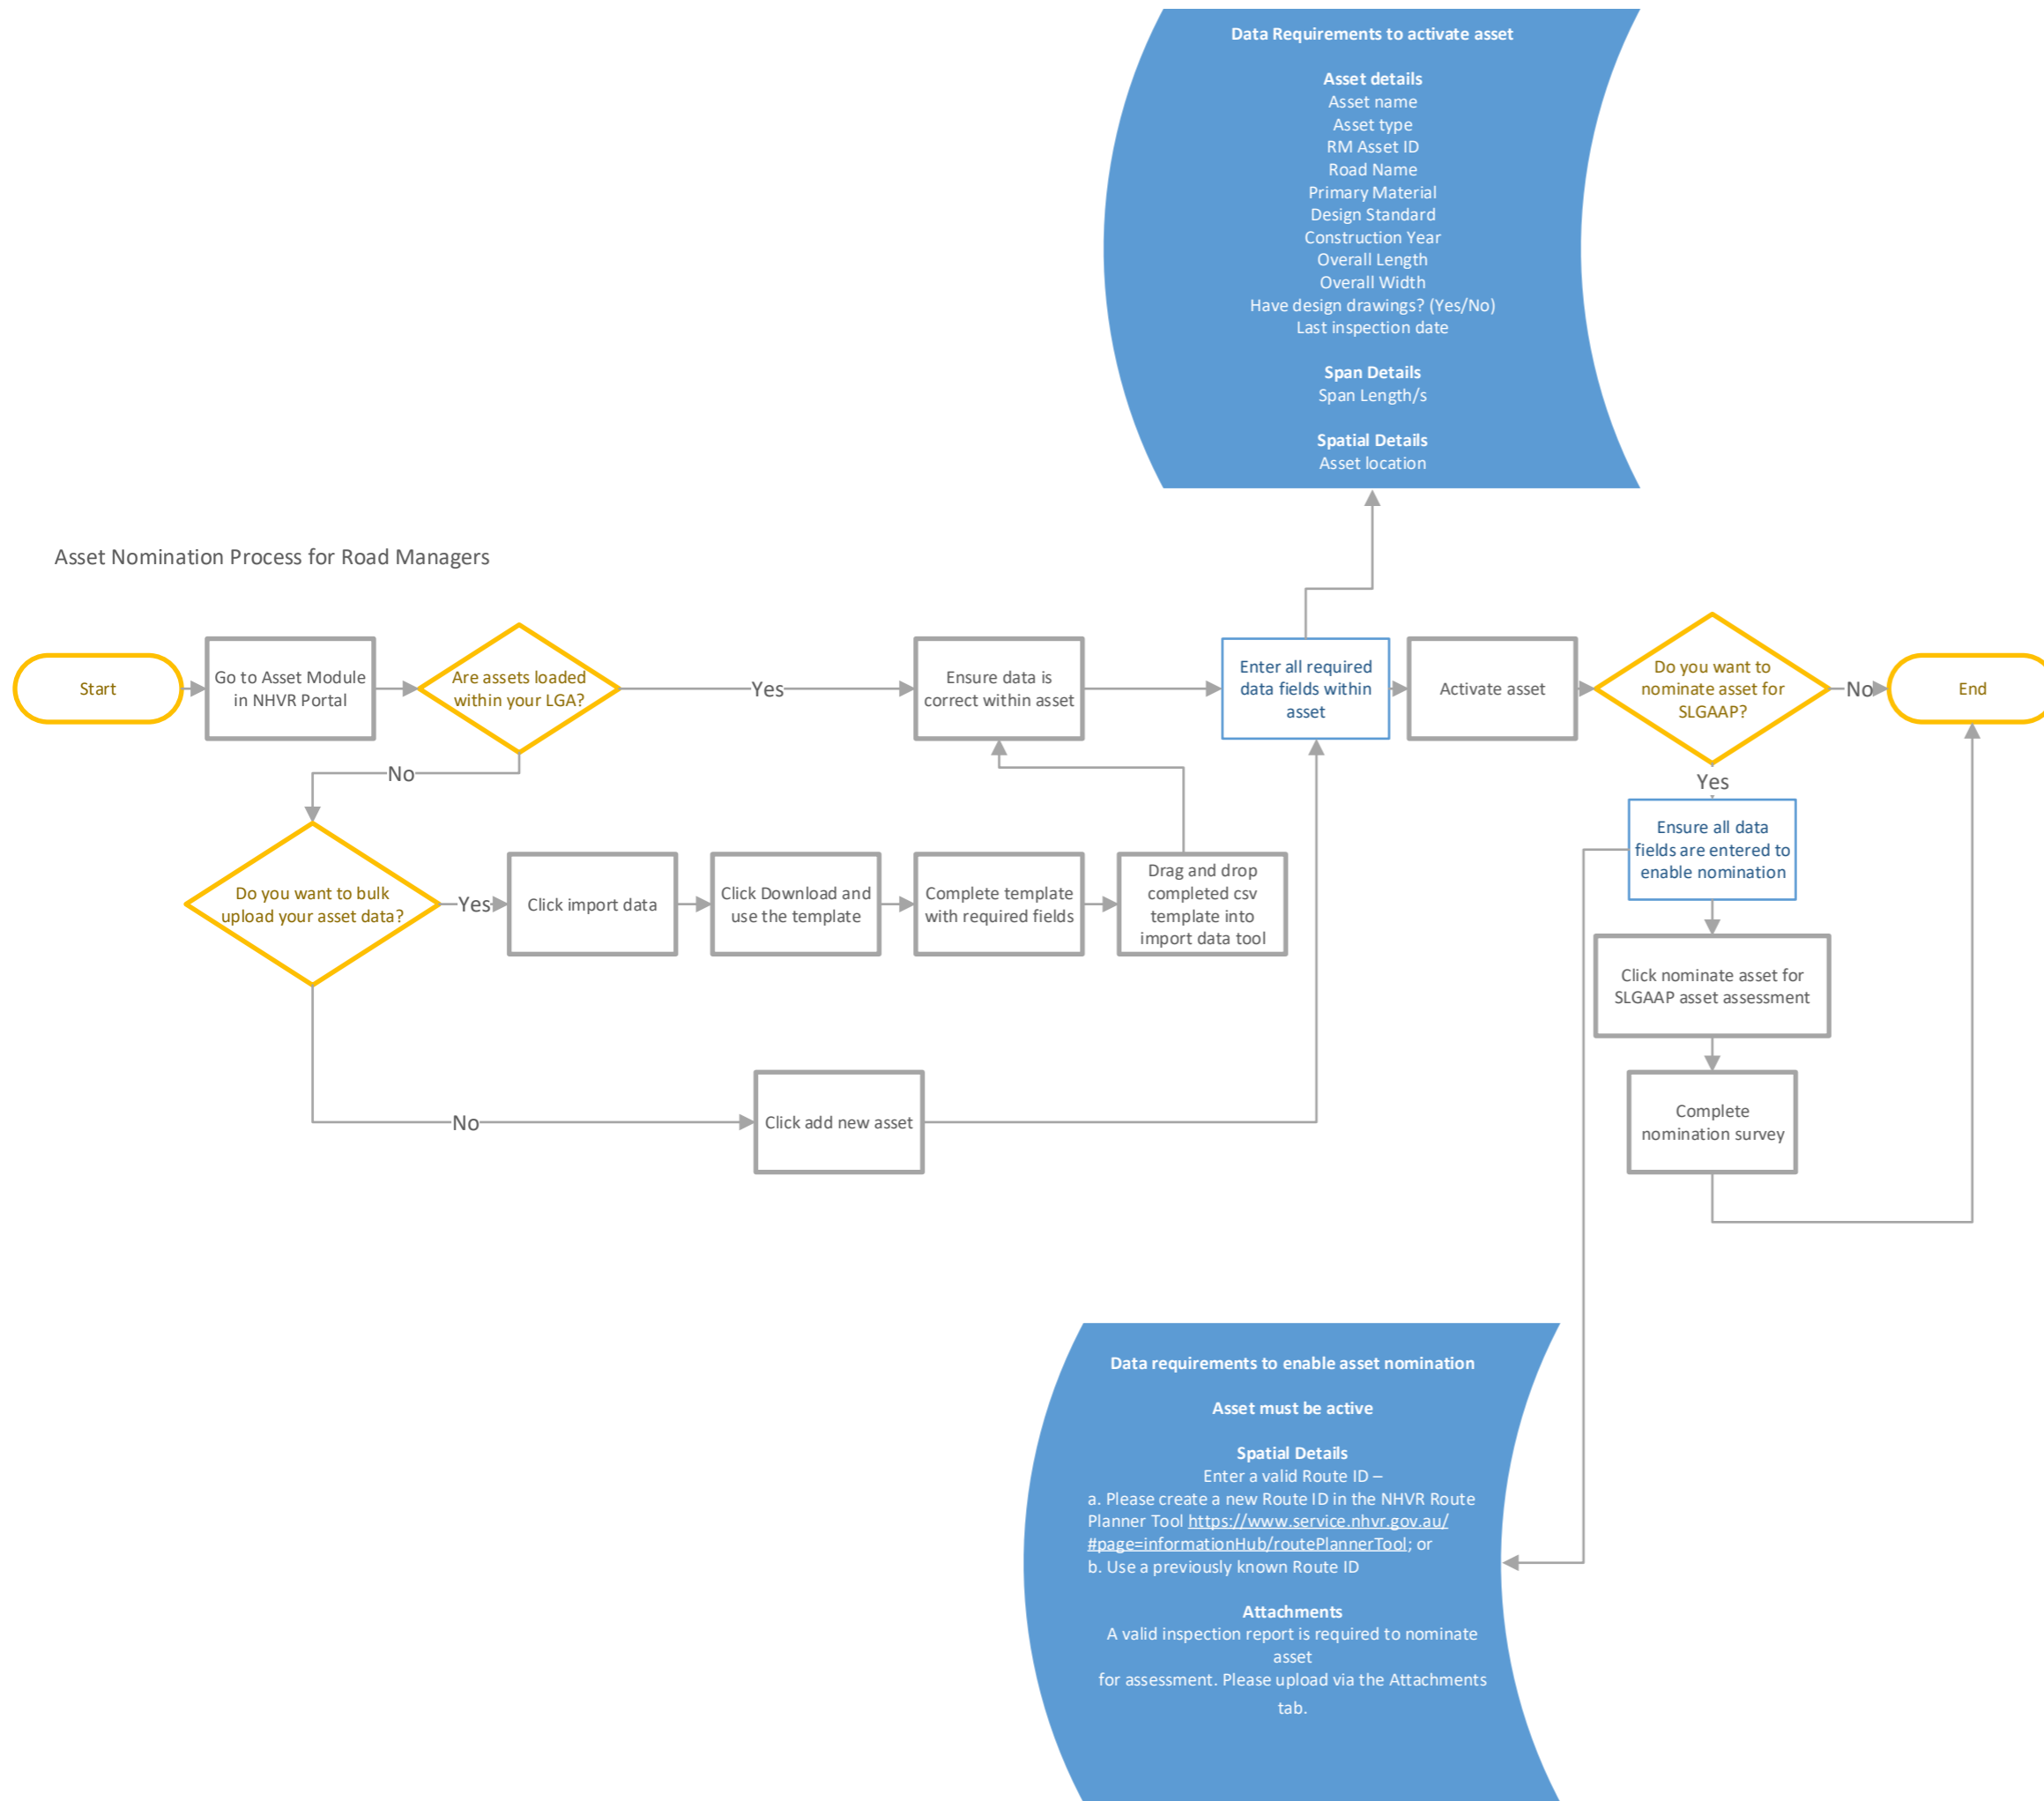 Data Requirements to activate asset
Asset details
Asset name
Asset type
RM Asset ID
Road Name
Primary Material
Design Standard
Construction Year
Overall Length
Overall Width
Have design drawings? (Yes/No)
Last inspection date
Span Details
Span Length/s
Spatial Details
Asset location
Asset Nomination Process for Road Managers
Start
Go to Asset Module
in NHVR Portal
Are assets loaded
within your LGA?
Yes
Ensure data is
correct within asset
Enter all required
data fields within
asset
Activate asset
Do you want to
nominate asset for
SLGAAP?
No
End
No
Yes
Do you want to bulk
upload your asset data?
Yes
Click import data
Click Download and
use the template
Complete template
with required fields
Drag and drop
completed csv
template into
import data tool
Ensure all data
fields are entered to
enable nomination
Click nominate asset for
SLGAAP asset assessment
No
Click add new asset
Complete
nomination survey
Data requirements to enable asset nomination
Asset must be active
Spatial Details
Enter a valid Route ID –
a. Please create a new Route ID in the NHVR Route
Planner Tool https://www.service.nhvr.gov.au/
#page=informationHub/routePlannerTool; or
b. Use a previously known Route ID
Attachments
A valid inspection report is required to nominate
asset
for assessment. Please upload via the Attachments
tab.